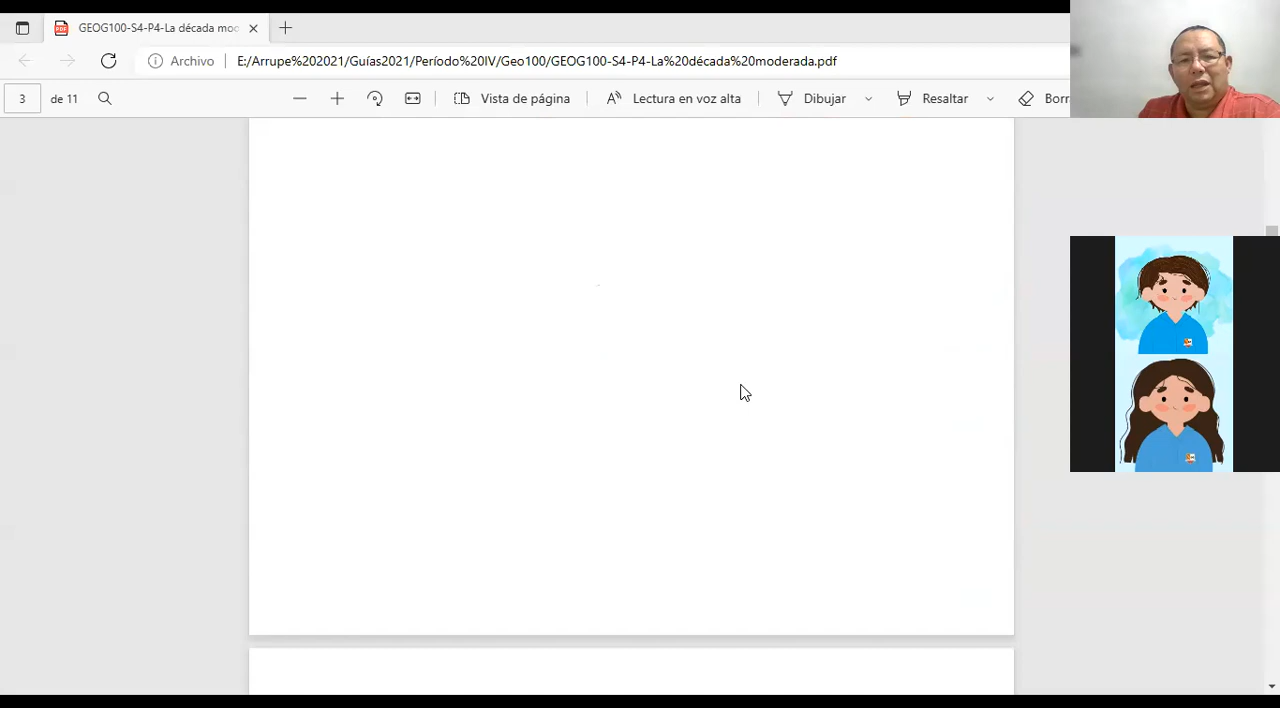 GEOG100-S4-P4-La década mo
Archivo
E:/Arrupe%202021/Guías2021/Período%20IV/Geo100/GEOG100-S4-P4-La%20década%20moderada.pdf
3 de 11 Vista de página Lectura en voz alta Dibujar Resaltar Borr